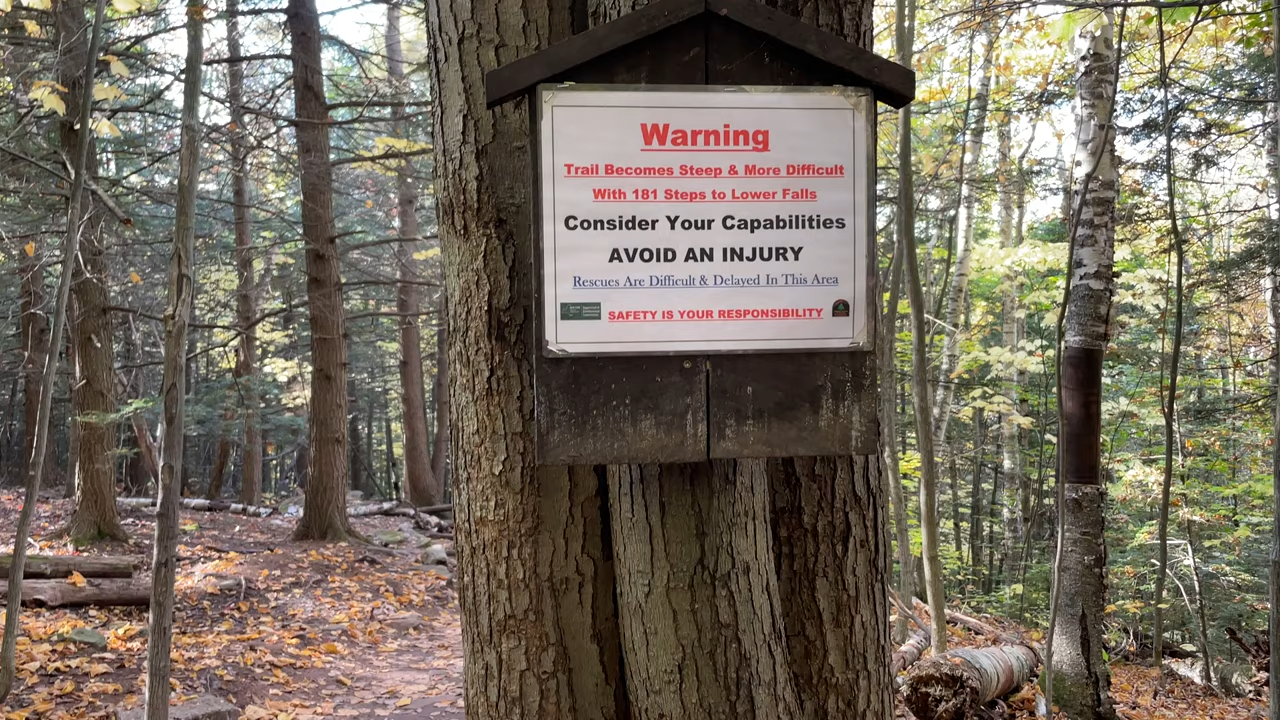 Warning
Trail Becomes Steep & More Difficult
With 181 Steps to Lower Falls
Consider Your Capabilities
AVOID AN INJURY
Rescues Are Difficult & Delayed In This Area
SAFETY IS YOUR RESPONSIBILITY